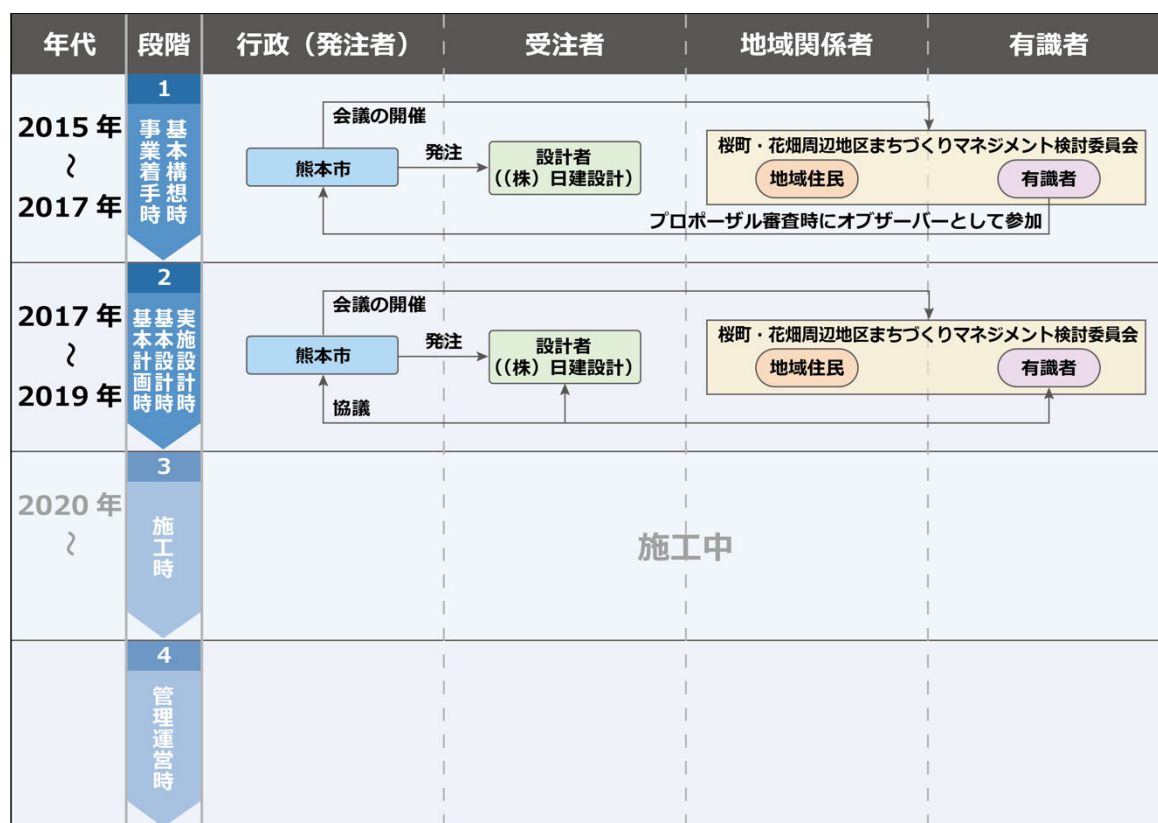 年代 段階 行政（発注者） 受注者 地域関係者 有識者
2015年
～
2017年
1
基本構想時
事業着手時
会議の開催
熊本市
発注
設計者
（（株）日建設計）
桜町・花畑周辺地区まちづくりマネジメント検討委員会
地域住民
有識者
プロポーザル審査時にオブザーバーとして参加
2017年
～
2019年
2
実施設計時
基本設計時
基本計画時
会議の開催
熊本市
発注
設計者
（（株）日建設計）
桜町・花畑周辺地区まちづくりマネジメント検討委員会
地域住民
有識者
協議
2020年
～
3
施工時
施工中
4
管理運営時